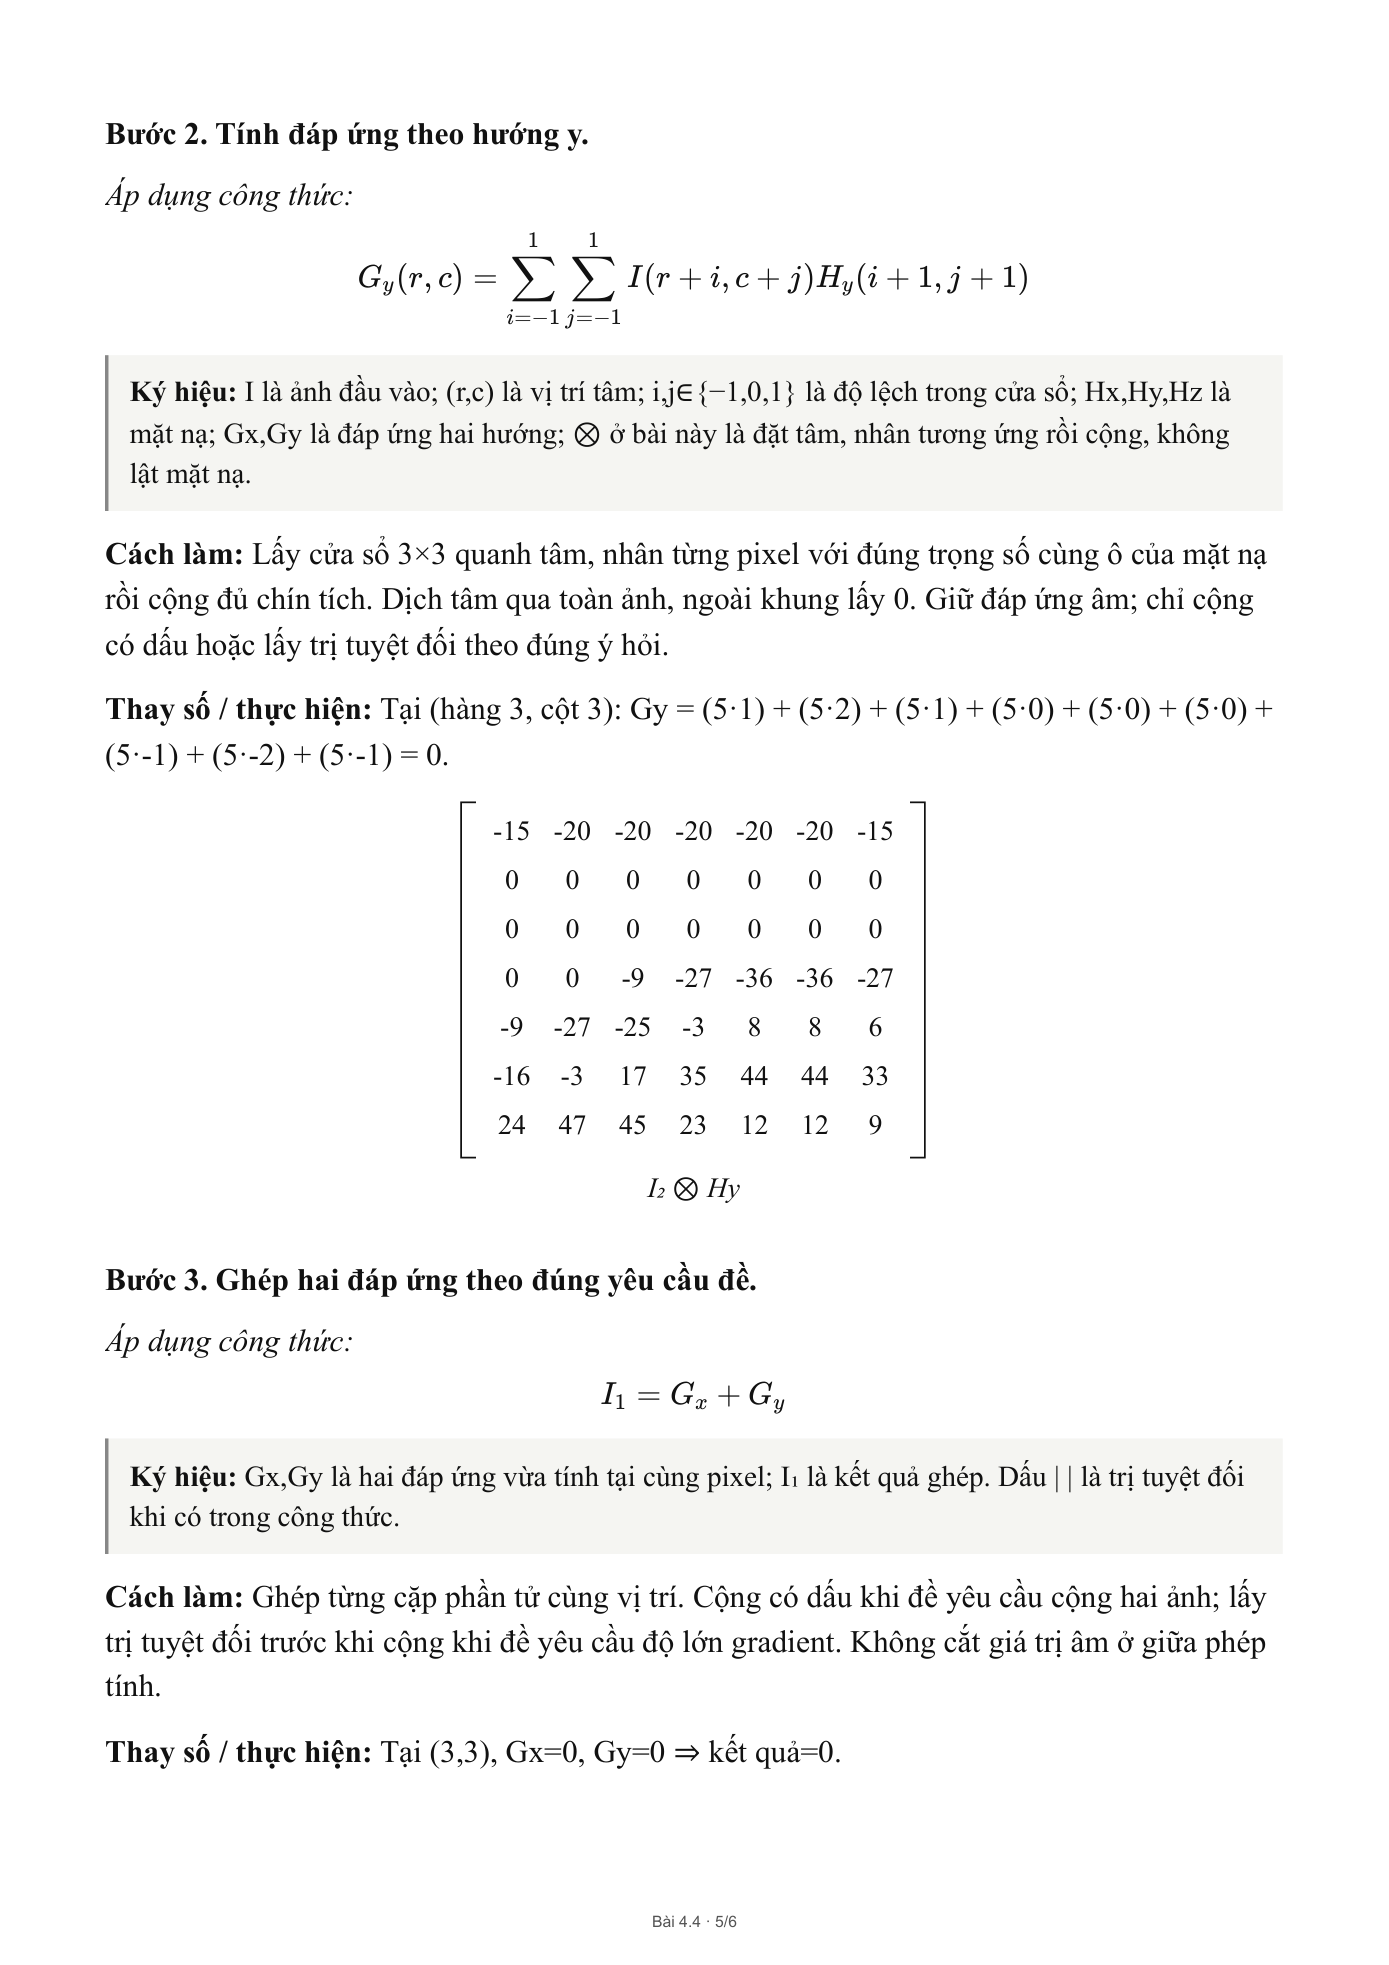 Bước 2. Tính đáp ứng theo hướng y.
Áp dụng công thức:
G_y(r, c) = \sum_{i=-1}^{1} \sum_{j=-1}^{1} I(r + i, c + j)H_y(i + 1, j + 1)
Ký hiệu: I là ảnh đầu vào; (r,c) là vị trí tâm; i,j∈{−1,0,1} là độ lệch trong cửa sổ; Hx,Hy,Hz là
mặt nạ; Gx,Gy là đáp ứng hai hướng; ⊗ ở bài này là đặt tâm, nhân tương ứng rồi cộng, không
lật mặt nạ.
Cách làm: Lấy cửa sổ 3×3 quanh tâm, nhân từng pixel với đúng trọng số cùng ô của mặt nạ
rồi cộng đủ chín tích. Dịch tâm qua toàn ảnh, ngoài khung lấy 0. Giữ đáp ứng âm; chỉ cộng
có dấu hoặc lấy trị tuyệt đối theo đúng ý hỏi.
Thay số / thực hiện: Tại (hàng 3, cột 3): Gy = (5·1) + (5·2) + (5·1) + (5·0) + (5·0) + (5·0) +
(5·-1) + (5·-2) + (5·-1) = 0.
-15 -20 -20 -20 -20 -20 -15
0 0 0 0 0 0 0
0 0 0 0 0 0 0
0 0 -9 -27 -36 -36 -27
-9 -27 -25 -3 8 8 6
-16 -3 17 35 44 44 33
24 47 45 23 12 12 9
I₂ ⊗ Hy
Bước 3. Ghép hai đáp ứng theo đúng yêu cầu đề.
Áp dụng công thức:
I_1 = G_x + G_y
Ký hiệu: Gx,Gy là hai đáp ứng vừa tính tại cùng pixel; I₁ là kết quả ghép. Dấu | | là trị tuyệt đối
khi có trong công thức.
Cách làm: Ghép từng cặp phần tử cùng vị trí. Cộng có dấu khi đề yêu cầu cộng hai ảnh; lấy
trị tuyệt đối trước khi cộng khi đề yêu cầu độ lớn gradient. Không cắt giá trị âm ở giữa phép
tính.
Thay số / thực hiện: Tại (3,3), Gx=0, Gy=0 ⇒ kết quả=0.
Bài 4.4 · 5/6